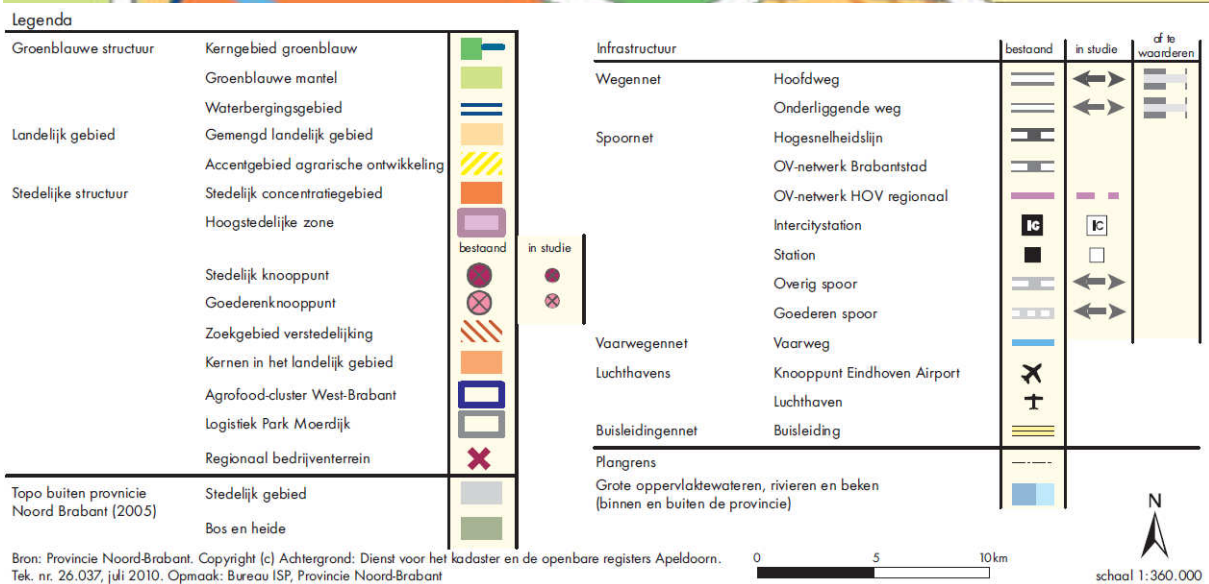 Legenda
Groenblauwe structuur Kerngebied groenblauw
Groenblauwe mantel
Waterbergingsgebied
Landelijk gebied Gemengd landelijk gebied
Accentgebied agrarische ontwikkeling
Stedelijke structuur Stedelijk concentratiegebied
Hoogstedelijke zone
bestaand in studie
Stedelijk knooppunt
Goederenknooppunt
Zoekgebied verstedelijking
Kernen in het landelijk gebied
Agrofood-cluster West-Brabant
Logistiek Park Moerdijk
Regionaal bedrijventerrein
Topo buiten provnicie
Noord Brabant (2005)
Stedelijk gebied
Bos en heide
Infrastructuur bestaand in studie af te
waarderen
Wegennet Hoofdweg
Onderliggende weg
Spoornet Hogesnelheidslijn
OV-netwerk Brabantstad
OV-netwerk HOV regionaal
Intercitystation IC IC
Station
Overig spoor
Goederen spoor
Vaarwegennet Vaarweg
Luchthavens Knooppunt Eindhoven Airport
Luchthaven
Buisleidingennet Buisleiding
Plangrens
Grote oppervlaktewateren, rivieren en beken
(binnen en buiten de provincie)
Bron: Provincie Noord-Brabant. Copyright (c) Achtergrond: Dienst voor het kadaster en de openbare registers Apeldoorn.
Tek. nr. 26.037, juli 2010. Opmaak: Bureau ISP, Provincie Noord-Brabant
0 5 10km
N
schaal 1:360.000